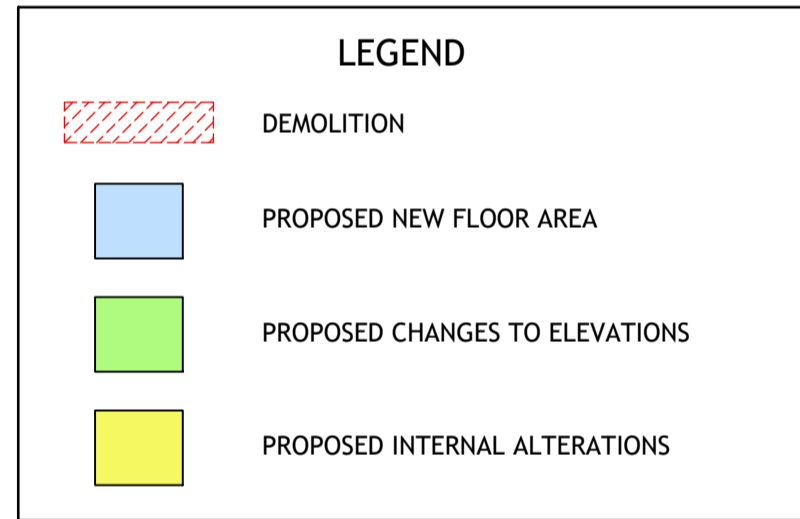 LEGEND
DEMOLITION
PROPOSED NEW FLOOR AREA
PROPOSED CHANGES TO ELEVATIONS
PROPOSED INTERNAL ALTERATIONS